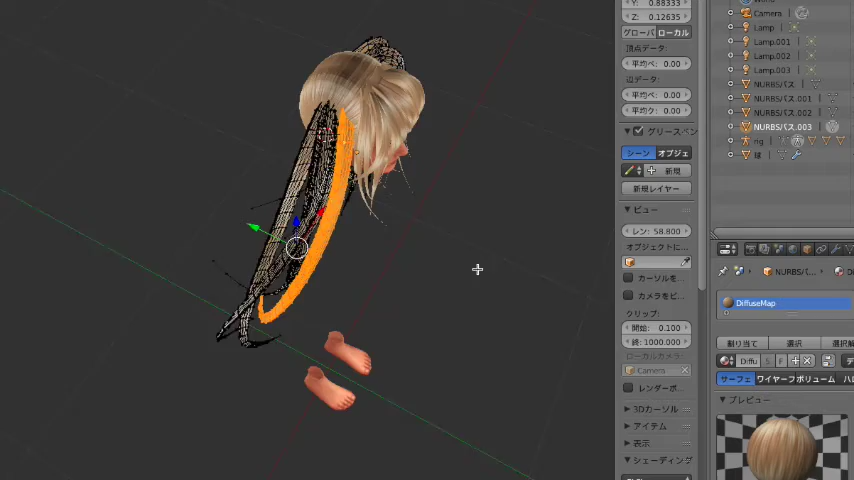 Y: 0.88333
Z: 0.12635
グローバ ローカル
頂点データ:
平均ベ: 0.00
辺データ:
平均ベ: 0.00
平均ク: 0.00
グリースペン
シーン オブジェ
新規
新規レイヤー
ビュー
レン: 58.800
オブジェクトに
カーソルを
カメラをビ
クリップ:
開始: 0.100
終: 1000.000
ローカルカメラ:
Camera
レンダーボ
3Dカーソル
アイテム
表示
シェーディング
Camera
Lamp
Lamp.001
Lamp.002
Lamp.003
NURBSパス
NURBSパス.001
NURBSパス.002
NURBSパス.003
rig
球
NURBSパ...
DiffuseMap
割り当て 選択 選択解
Diffu 5 F
サーフェ ワイヤーフ ボリューム ハロ
プレビュー